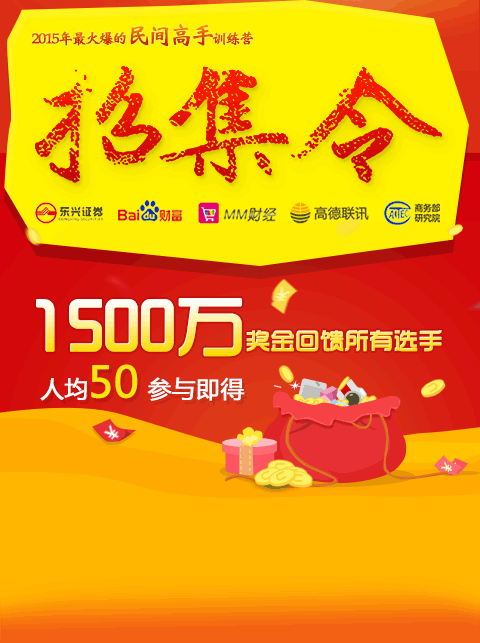 2015年最火爆的民间高手训练营
招集令
东兴证券 Bai du 财富 MM财经 高德联讯 商务部
研究院
1500万奖金回馈所有选手
人均50 参与即得